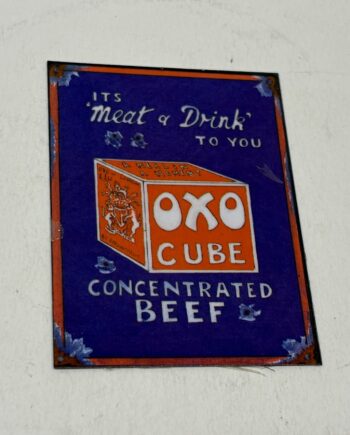 ITS
'Meat & Drink'
TO YOU
OXO
CUBE
CONCENTRATED
BEEF